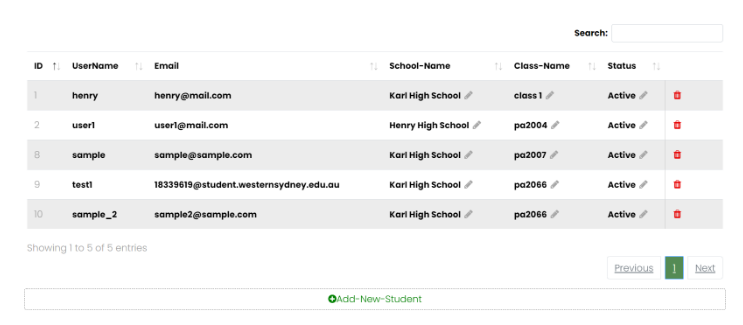 Search:
ID UserName Email School-Name Class-Name Status
1 henry henry@mail.com Karl High School class 1 Active
2 user1 user1@mail.com Henry High School pa2004 Active
8 sample sample@sample.com Karl High School pa2007 Active
9 test1 18339619@student.westernsydney.edu.au Karl High School pa2066 Active
10 sample_2 sample2@sample.com Karl High School pa2066 Active
Showing 1 to 5 of 5 entries
Previous 1 Next
Add-New-Student